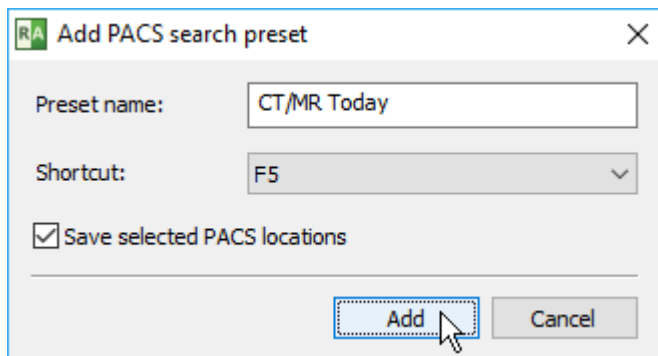 RA Add PACS search preset
Preset name: CT/MR Today
Shortcut: F5
Save selected PACS locations
Add Cancel